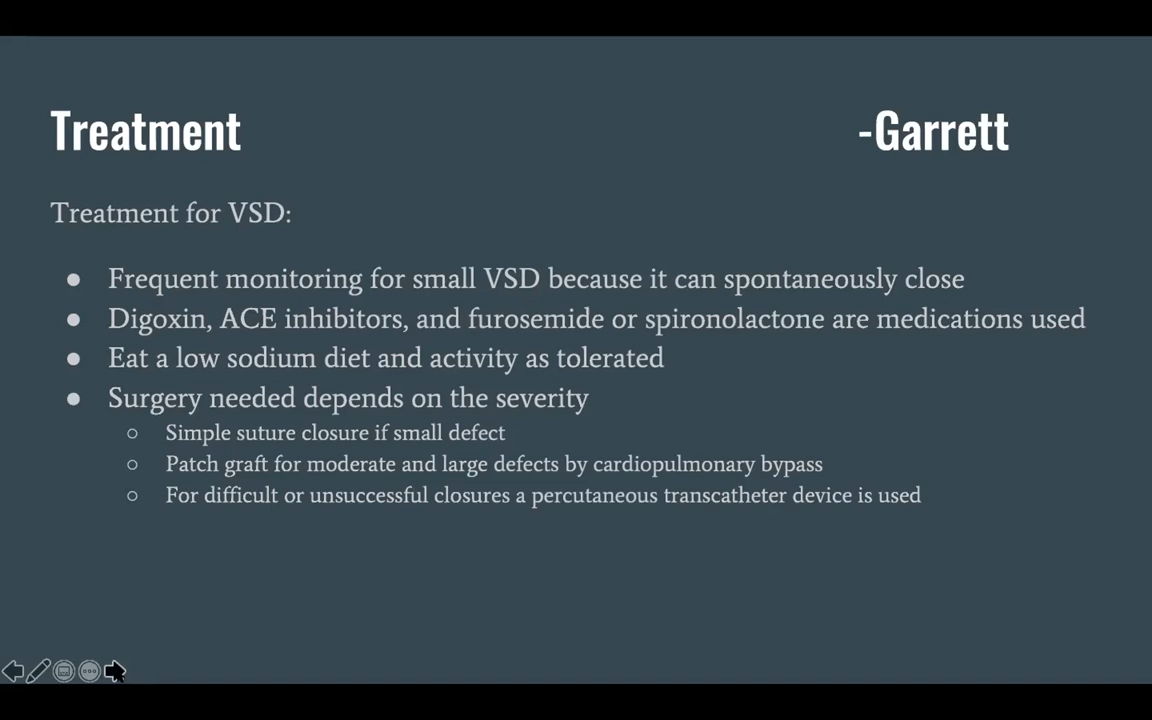 Treatment -Garrett
Treatment for VSD:
● Frequent monitoring for small VSD because it can spontaneously close
● Digoxin, ACE inhibitors, and furosemide or spironolactone are medications used
● Eat a low sodium diet and activity as tolerated
● Surgery needed depends on the severity
○ Simple suture closure if small defect
○ Patch graft for moderate and large defects by cardiopulmonary bypass
○ For difficult or unsuccessful closures a percutaneous transcatheter device is used